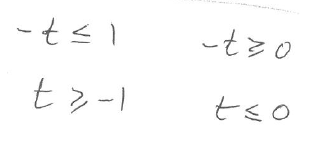 -t ≤ 1
t ≥ -1
-t ≥ 0
t ≤ 0